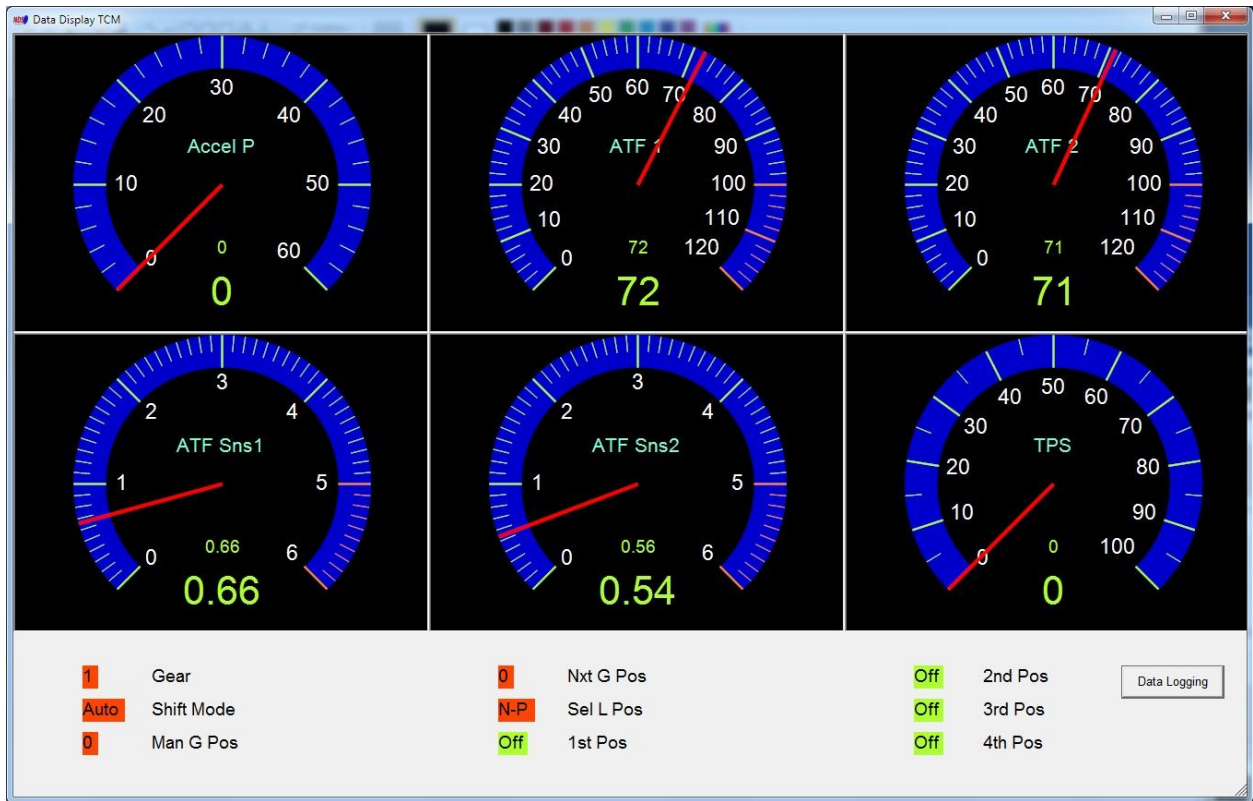 NDS Data Display TCM
0 10 20 30 40 50 60
Accel P
0
0
0 10 20 30 40 50 60 70 80 90 100 110 120
ATF 1
72
72
0 10 20 30 40 50 60 70 80 90 100 110 120
ATF 2
71
71
0 1 2 3 4 5 6
ATF Sns1
0.66
0.66
0 1 2 3 4 5 6
ATF Sns2
0.56
0.54
0 10 20 30 40 50 60 70 80 90 100
TPS
0
0
1 Gear
Auto Shift Mode
0 Man G Pos
0 Nxt G Pos
N-P Sel L Pos
Off 1st Pos
Off 2nd Pos
Off 3rd Pos
Off 4th Pos
Data Logging